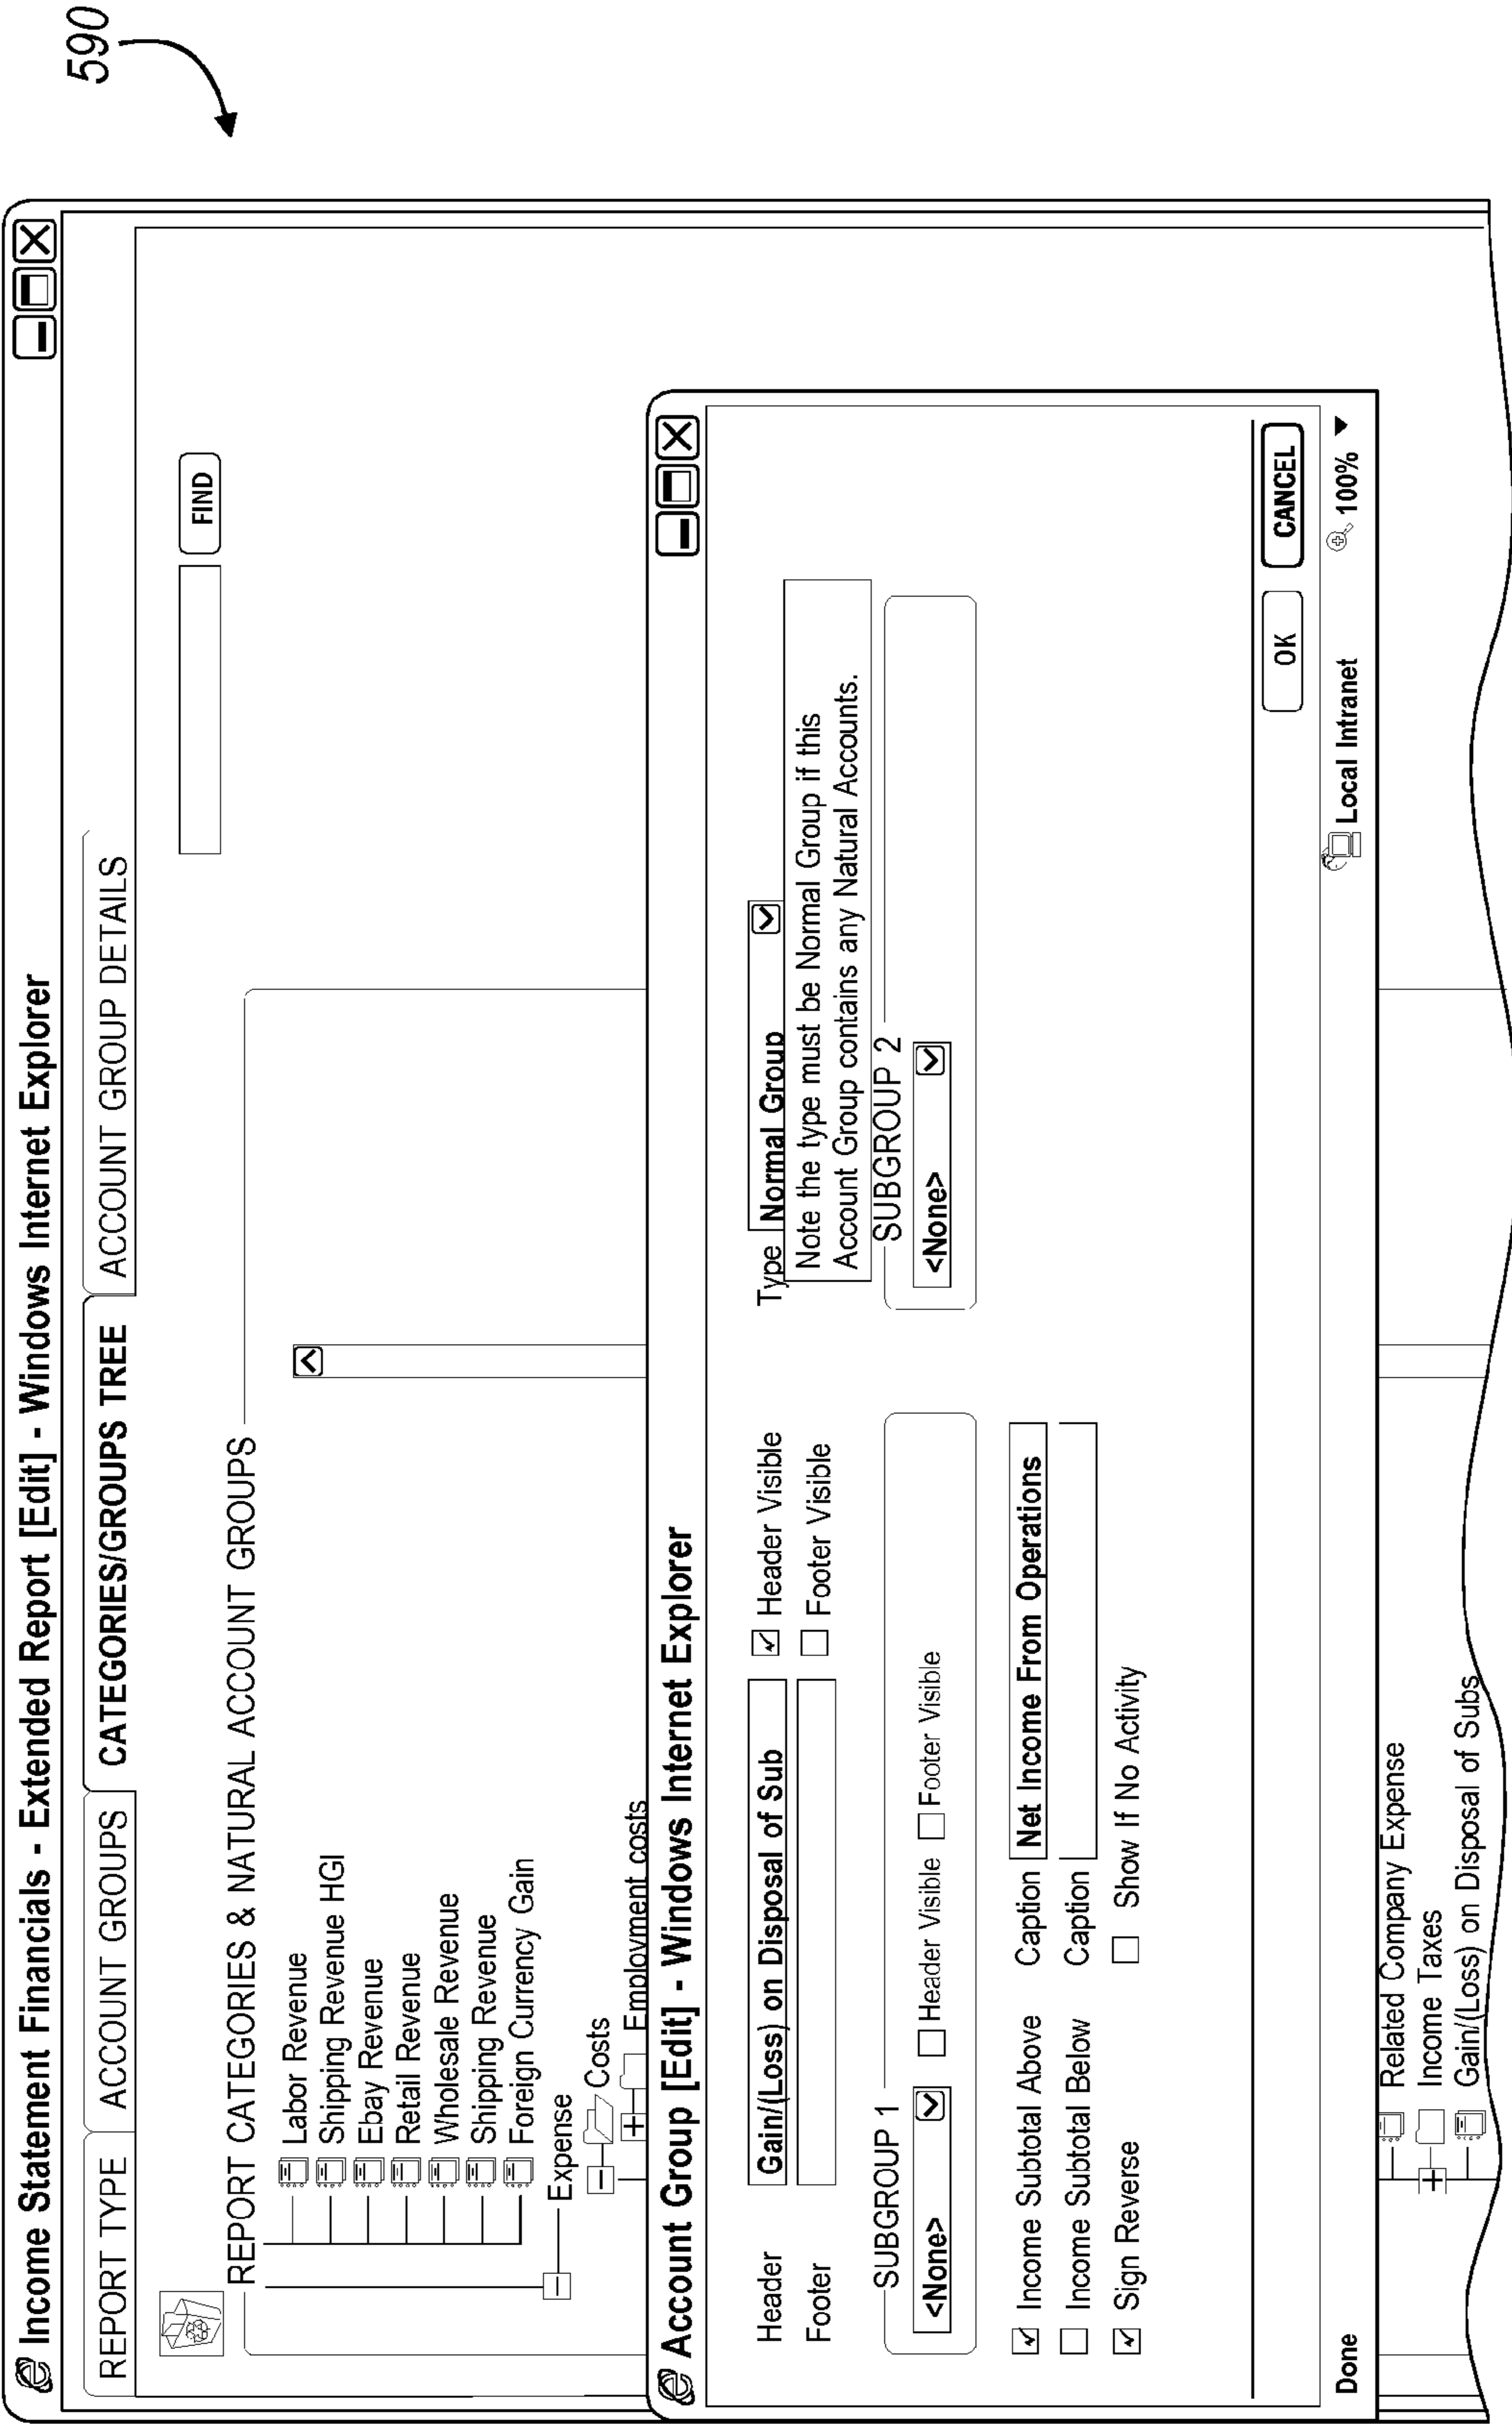 590
Income Statement Financials - Extended Report [Edit] - Windows Internet Explorer
REPORT TYPE ACCOUNT GROUPS CATEGORIES/GROUPS TREE ACCOUNT GROUP DETAILS
FIND
REPORT CATEGORIES & NATURAL ACCOUNT GROUPS
Labor Revenue
Shipping Revenue HGI
Ebay Revenue
Retail Revenue
Wholesale Revenue
Shipping Revenue
Foreign Currency Gain
Expense
Costs
Employment costs
Account Group [Edit] - Windows Internet Explorer
Header Gain/(Loss) on Disposal of Sub Header Visible Type Normal Group
Footer Footer Visible
Note the type must be Normal Group if this
Account Group contains any Natural Accounts.
SUBGROUP 1 SUBGROUP 2
<None> Header Visible Footer Visible <None>
Income Subtotal Above Caption Net Income From Operations
Income Subtotal Below Caption
Sign Reverse Show If No Activity
OK CANCEL
Done Local Intranet 100%
Related Company Expense
Income Taxes
Gain/(Loss) on Disposal of Subs